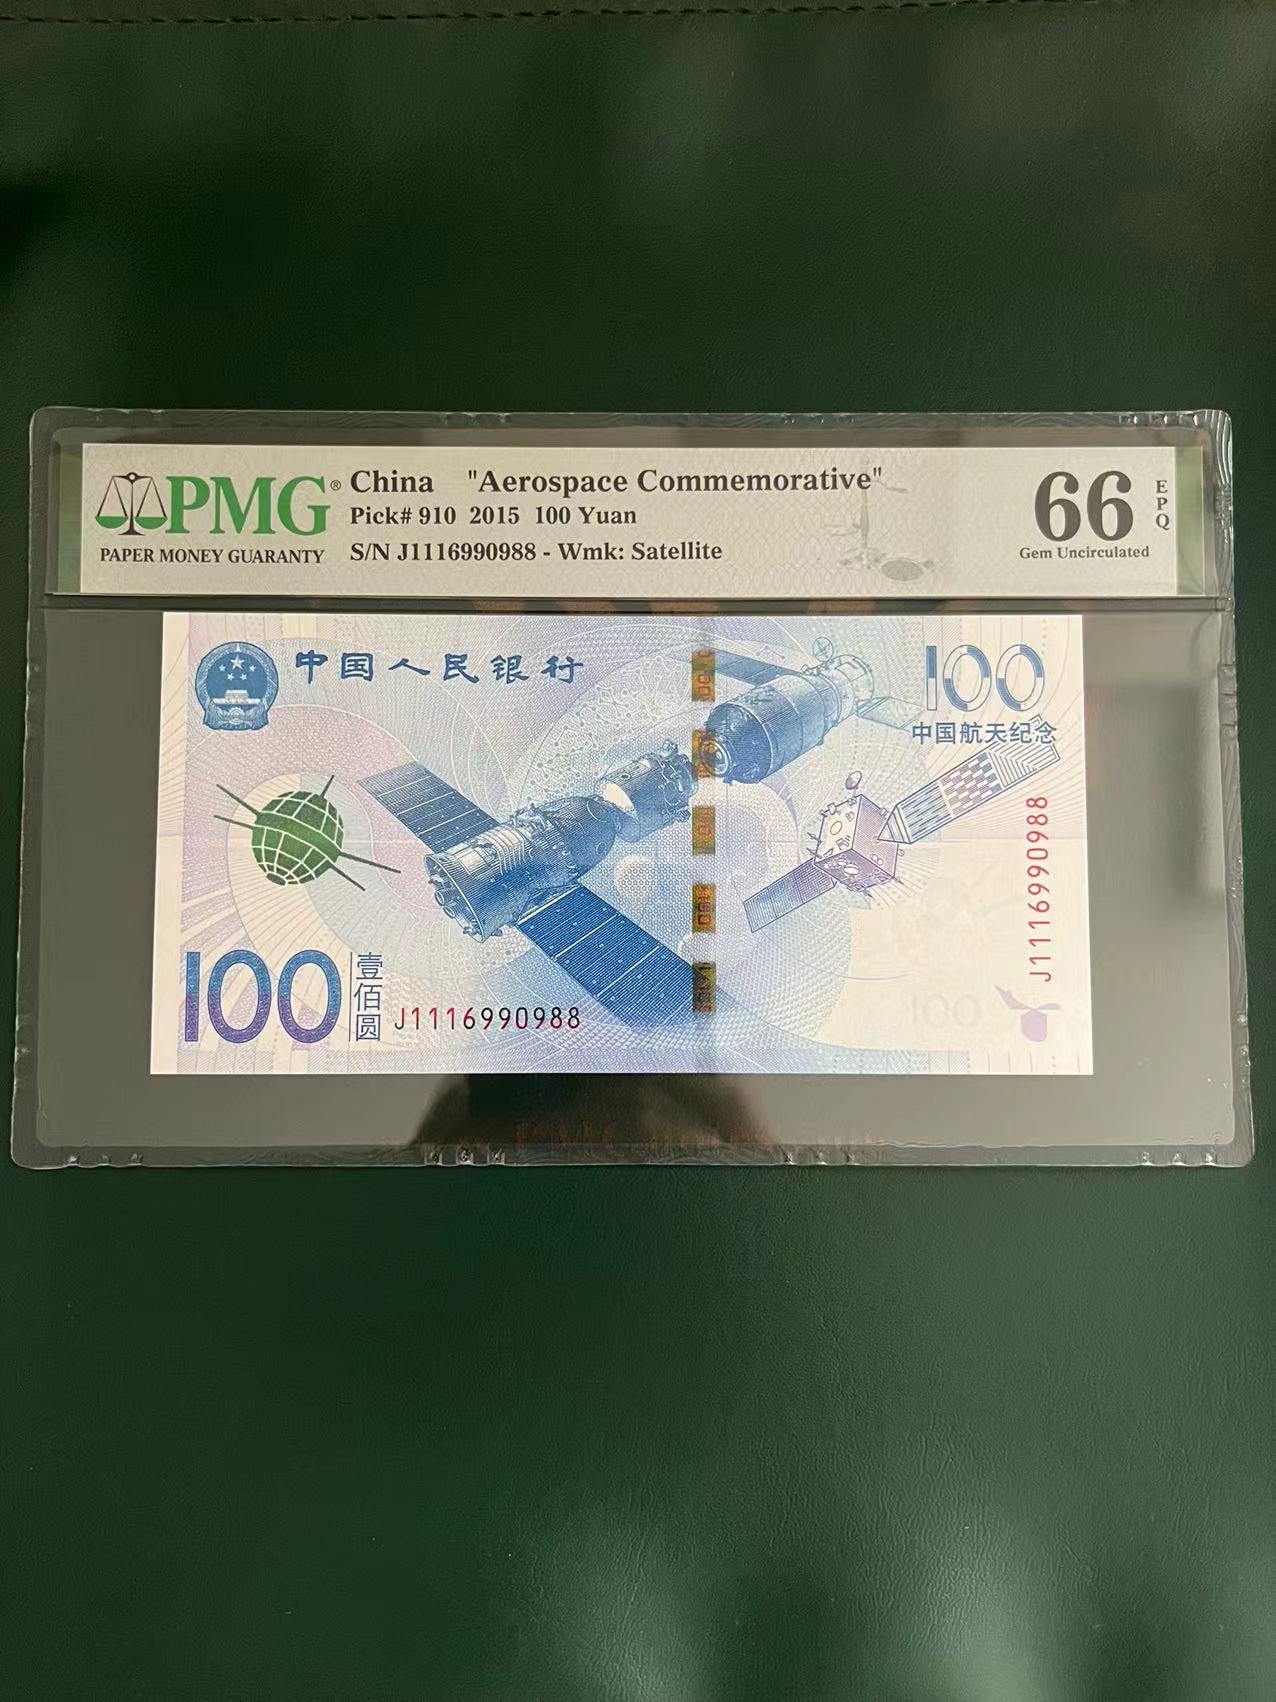 PMG®
PAPER MONEY GUARANTY
China "Aerospace Commemorative"
Pick# 910 2015 100 Yuan
S/N J1116990988 - Wmk: Satellite
66
EPQ
Gem Uncirculated
中国人民银行
100
中国航天纪念
J1116990988
100
壹佰圆
J1116990988
100